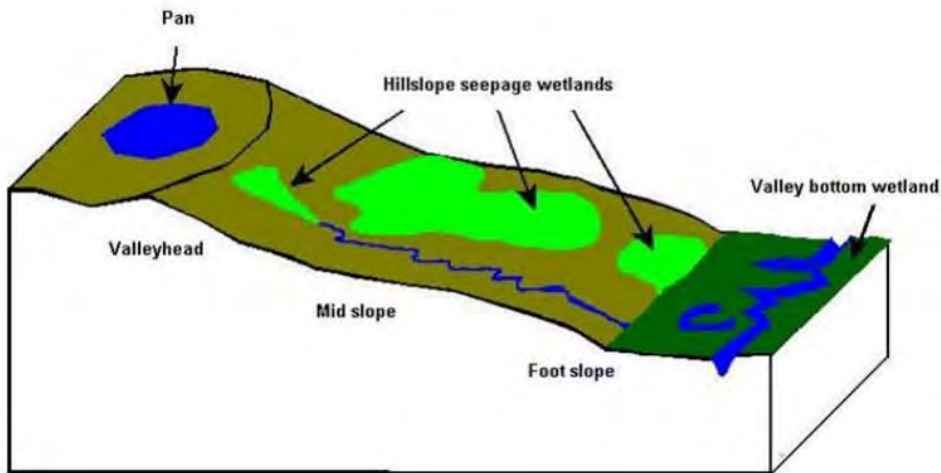 Pan
Hillslope seepage wetlands
Valley bottom wetland
Valleyhead
Mid slope
Foot slope